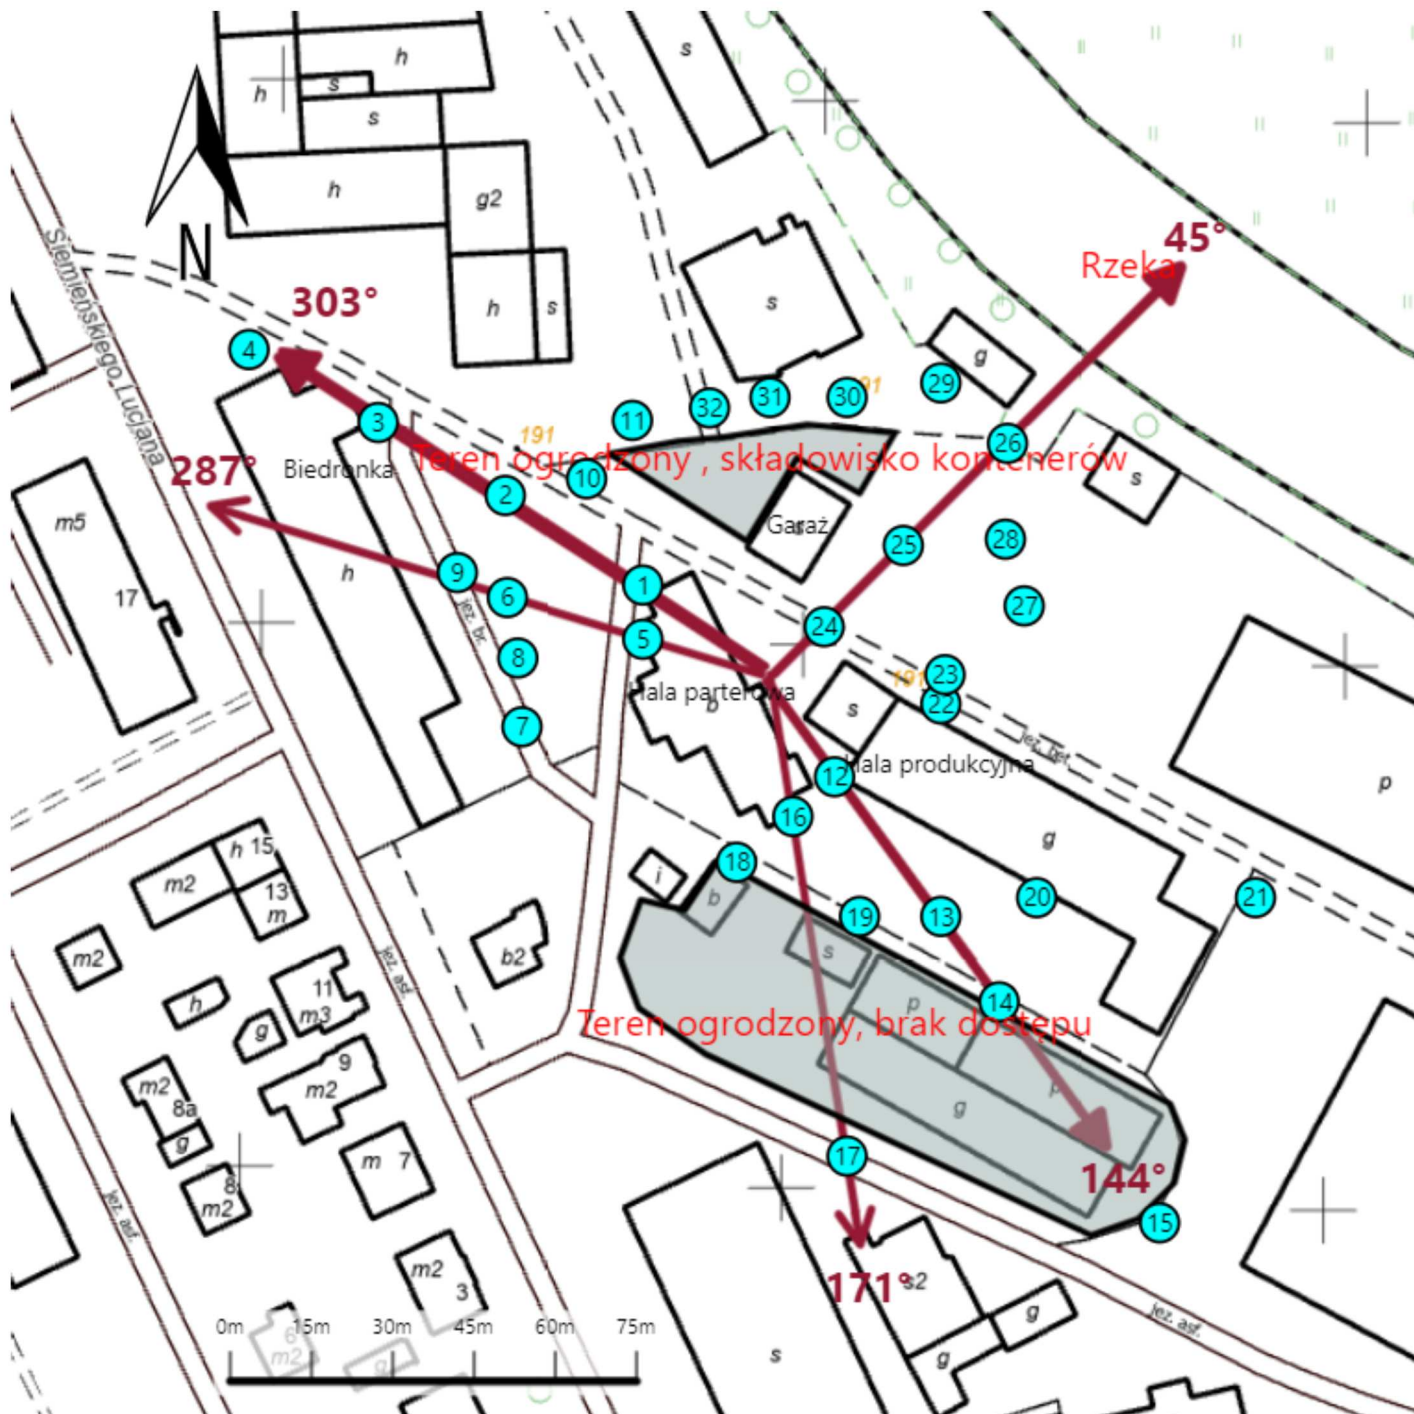 h
s
h
s
s
h
g2
N
Siemieńskiego Lucjana
h
s
s
45°
Rzeka
303°
4
g
3
11
32
31
30
91
29
191
26
287°
Biedronka
Teren ogrodzony , składowisko kontenerów
10
2
s
m5
Garaż
25
28
h
9
1
17
6
jez. br.
27
5
24
8
191
23
22
Hala parterowa
b
s
7
jez. bet.
12
Hala produkcyjna
p
16
g
h 15
18
i
m2
13
m
b
20
21
19
13
b2
s
m2
jez. asf.
11
h
m3
p
14
g
Teren ogrodzony, brak dostępu
9
m2
m2
p
8a
g
g
17
m 7
144°
8
m2
jez. asf.
15
m2
3
171°
s2
g
jez. asf.
0m 15m 30m 45m 60m 75m
6
m2
g
s
g